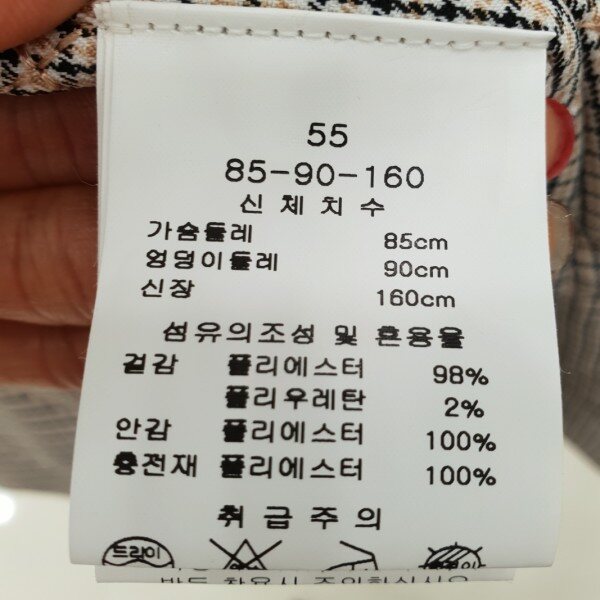 55
85-90-160
신체치수
가슴둘레 85cm
엉덩이둘레 90cm
신장 160cm
섬유의조성 및 혼용율
겉감 폴리에스터 98%
폴리우레탄 2%
안감 폴리에스터 100%
충전재 폴리에스터 100%
취급주의
드라이